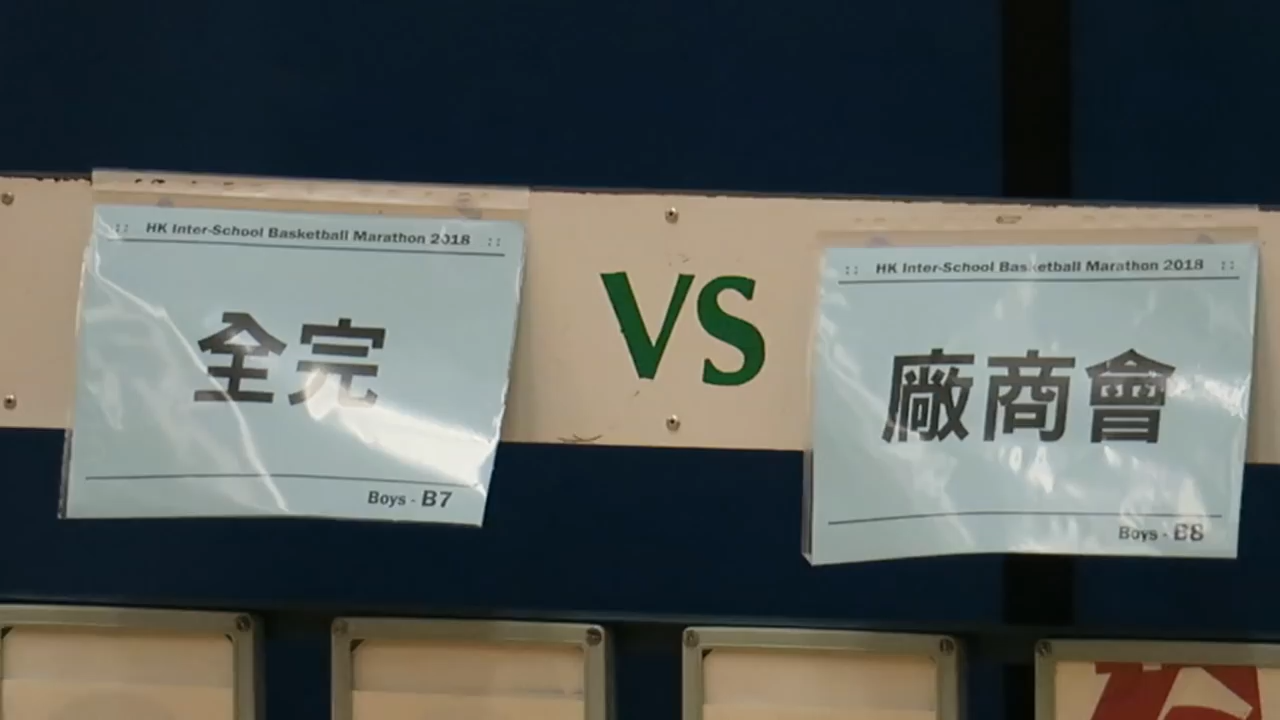 :: HK Inter-School Basketball Marathon 2018 ::
全完
Boys - B7
VS
:: HK Inter-School Basketball Marathon 2018 ::
廠商會
Boys - B8